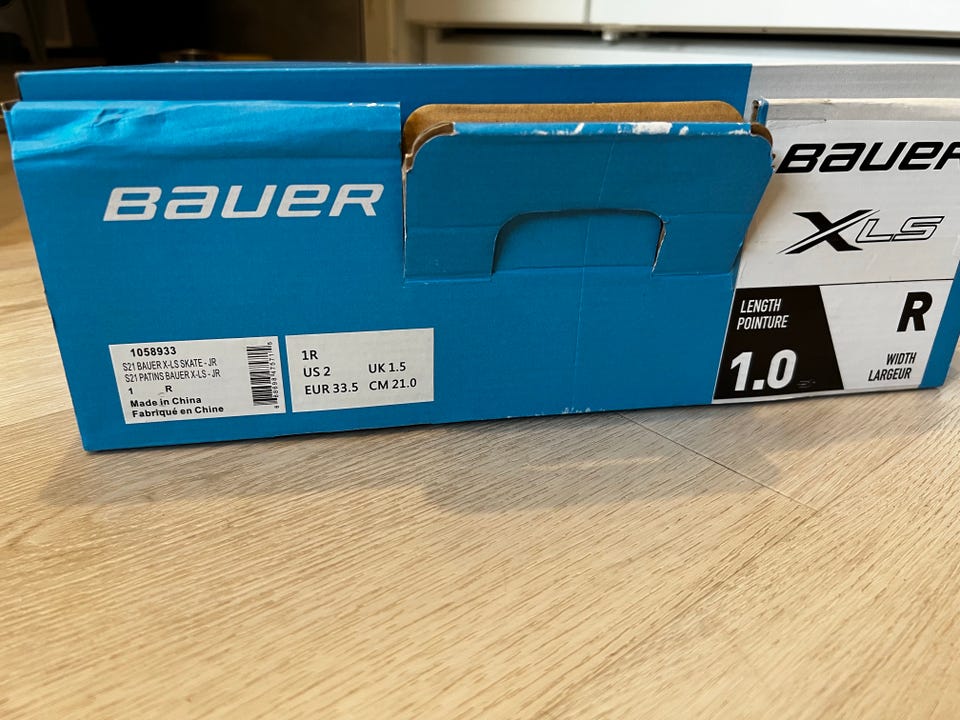 BAUER
1058933
S21 BAUER X-LS SKATE - JR
S21 PATINS BAUER X-LS - JR
1 R
Made in China
Fabriqué en Chine
1R
US 2 UK 1.5
EUR 33.5 CM 21.0
BAUER
XLS
LENGTH
POINTURE
1.0
R
WIDTH
LARGEUR